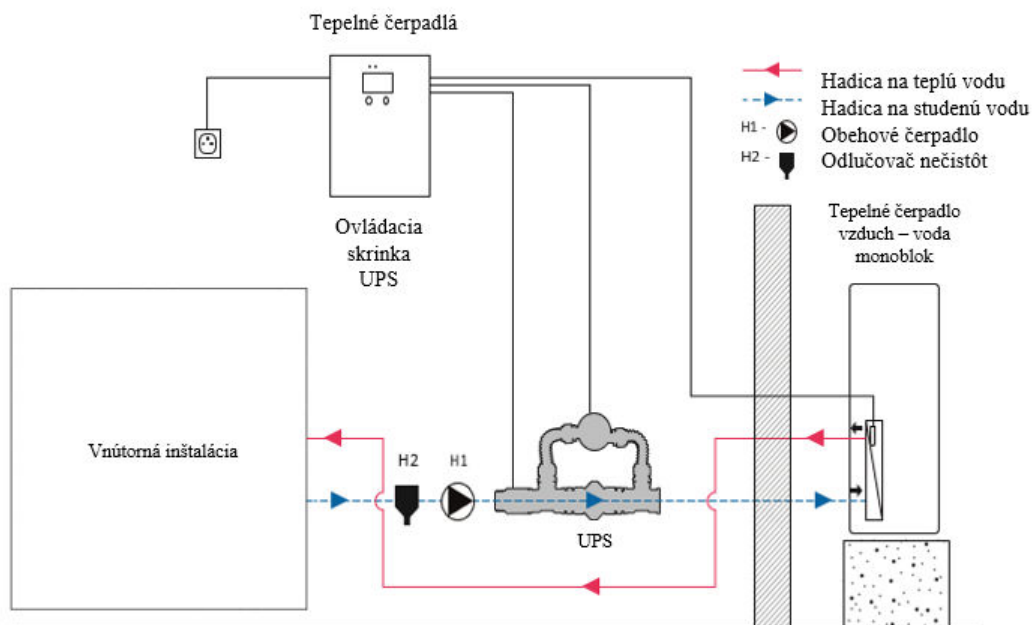 Tepelné čerpadlá
Hadica na teplú vodu
Hadica na studenú vodu
H1 - Obehové čerpadlo
H2 - Odlučovač nečistôt
Ovládacia
skrinka
UPS
Tepelné čerpadlo
vzduch – voda
monoblok
Vnútorná inštalácia
H2 H1
UPS